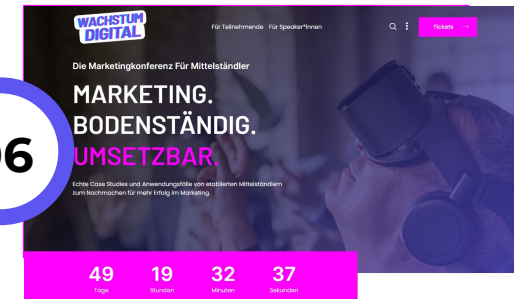 WACHSTUM
DIGITAL
Für Teilnehmende Für Speaker*innen
Tickets →
Die Marketingkonferenz Für Mittelständler
MARKETING.
BODENSTÄNDIG.
UMSETZBAR.
Echte Case Studies und Anwendungsfälle von etablierten Mittelständlern
zum Nachmachen für mehr Erfolg im Marketing.
6
49 19 32 37
Tage Stunden Minuten Sekunden